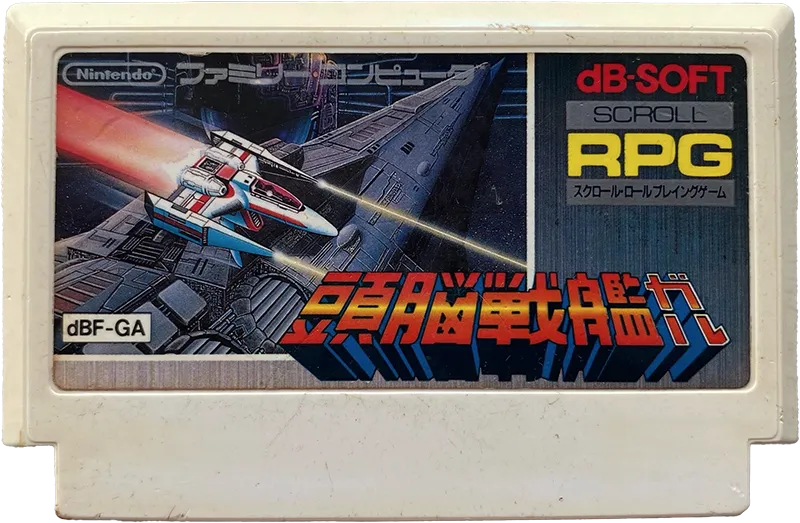 Nintendo
ファミリーコンピュータ
dB-SOFT
SCROLL
RPG
スクロール・ロールプレイングゲーム
頭脳戦艦ガル
dBF-GA